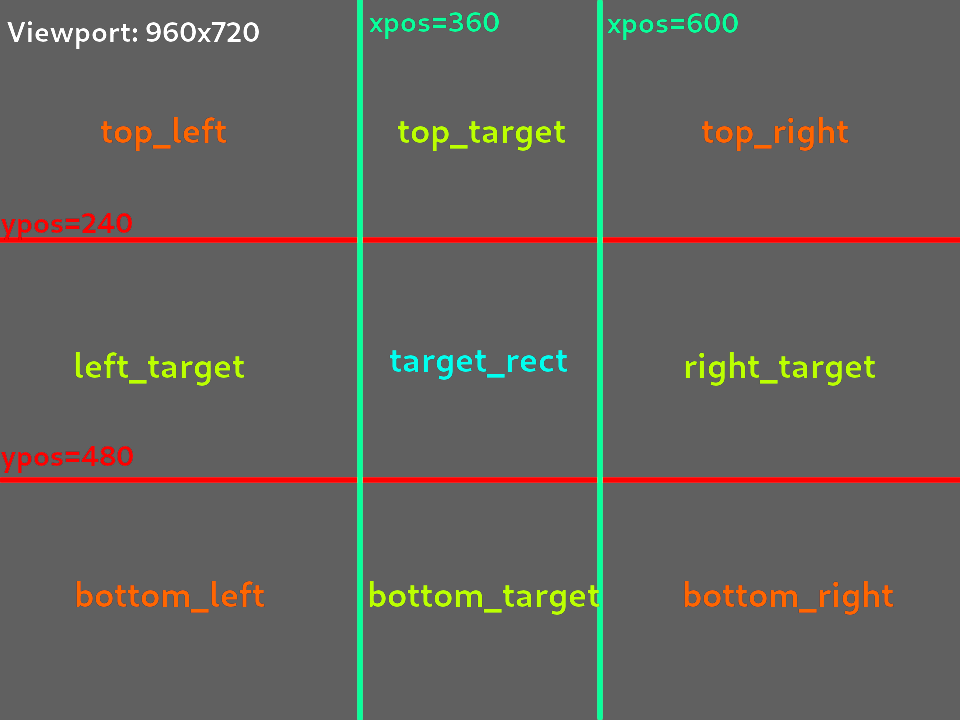 Viewport: 960x720
xpos=360
xpos=600
top_left
top_target
top_right
ypos=240
left_target
target_rect
right_target
ypos=480
bottom_left
bottom_target
bottom_right